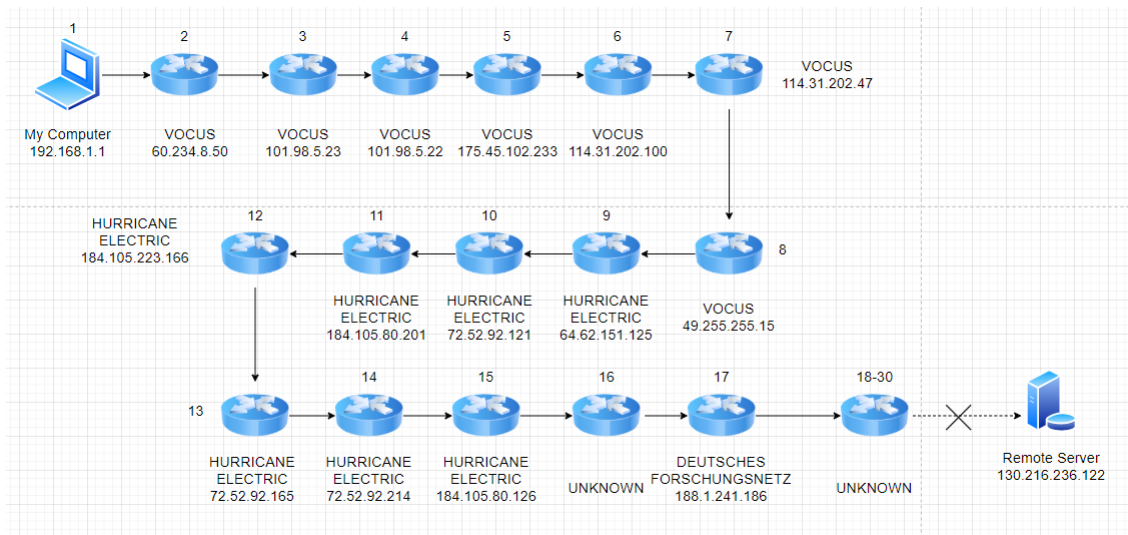 1
2
3
4
5
6
7
VOCUS
114.31.202.47
My Computer
192.168.1.1
VOCUS
60.234.8.50
VOCUS
101.98.5.23
VOCUS
101.98.5.22
VOCUS
175.45.102.233
VOCUS
114.31.202.100
12
11
10
9
8
HURRICANE
ELECTRIC
184.105.223.166
HURRICANE
ELECTRIC
184.105.80.201
HURRICANE
ELECTRIC
72.52.92.121
HURRICANE
ELECTRIC
64.62.151.125
VOCUS
49.255.255.15
13
14
15
16
17
18-30
HURRICANE
ELECTRIC
72.52.92.165
HURRICANE
ELECTRIC
72.52.92.214
HURRICANE
ELECTRIC
184.105.80.126
UNKNOWN
DEUTSCHES
FORSCHUNGSNETZ
188.1.241.186
UNKNOWN
Remote Server
130.216.236.122